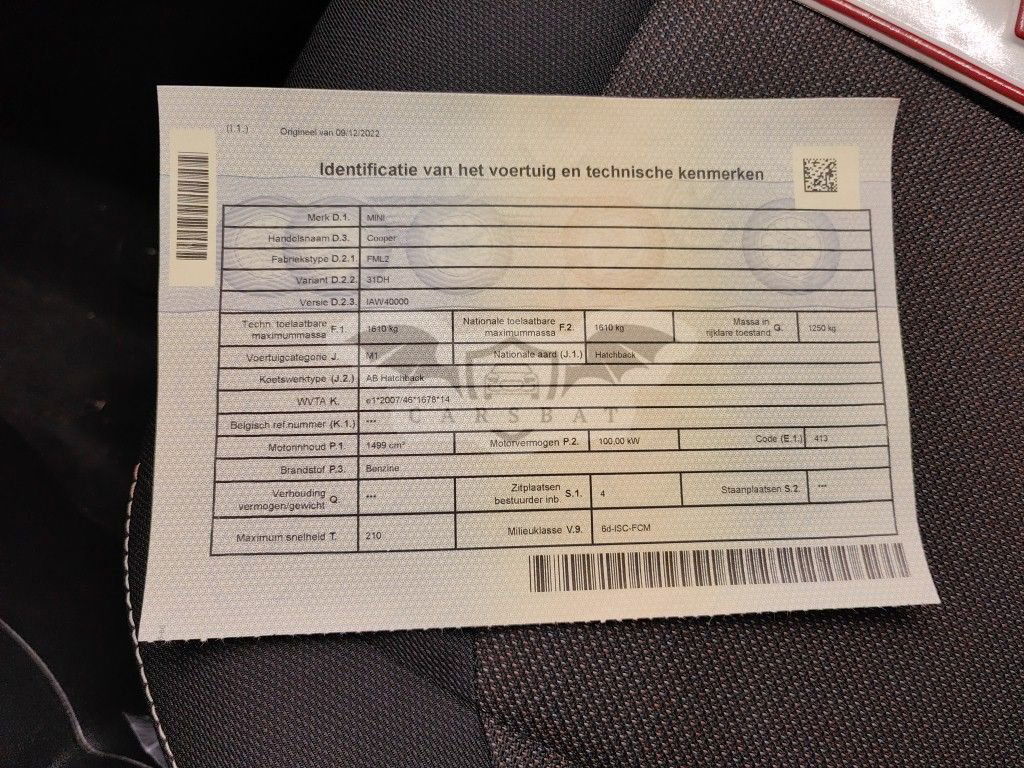 (I.1.) Origineel van 09/12/2022
Identificatie van het voertuig en technische kenmerken
Merk D.1. MINI
Handelsnaam D.3. Cooper
Fabriekstype D.2.1. FML2
Variant D.2.2. 31DH
Versie D.2.3. IAW40000
Techn. toelaatbare maximummassa F.1. 1610 kg Nationale toelaatbare maximummassa F.2. 1610 kg Massa in rijklare toestand G. 1250 kg
Voertuigcategorie J. M1 Nationale aard (J.1.) Hatchback
Koetswerktype (J.2.) AB Hatchback
WVTA K. e1*2007/46*1678*14
CARSBAT
Belgisch ref.nummer (K.1.) ***
Motorinhoud P.1. 1499 cm³ Motorvermogen P.2. 100,00 kW Code (E.1.) 413
Brandstof P.3. Benzine
Verhouding vermogen/gewicht Q. *** Zitplaatsen bestuurder inb S.1. 4 Staanplaatsen S.2. ***
Maximum snelheid T. 210 Milieuklasse V.9. 6d-ISC-FCM